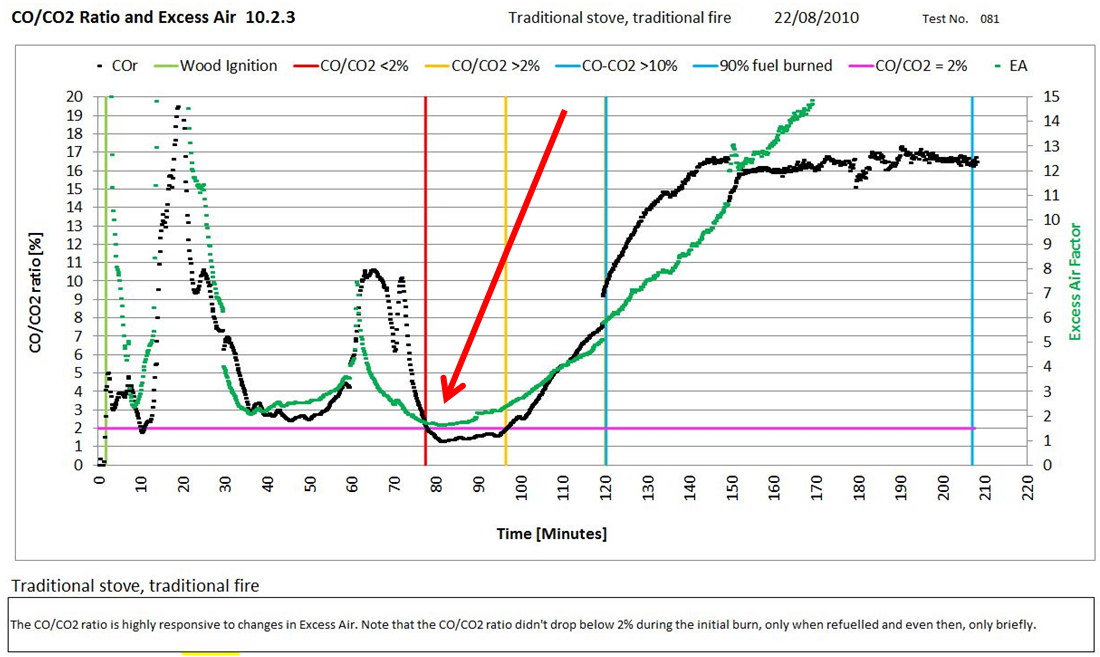 CO/CO2 Ratio and Excess Air 10.2.3 Traditional stove, traditional fire 22/08/2010 Test No. 081
COr Wood Ignition CO/CO2 <2% CO/CO2 >2% CO-CO2 >10% 90% fuel burned CO/CO2 = 2% EA
20 15
19
18 14
17 13
16 12
15
14 11
13 10
12 9
11
10 8
9 7
8 6
7
6 5
5 4
4 3
3 2
2
1 1
0 0
CO/CO2 ratio[%]
Excess Air Factor
0 10 20 30 40 50 60 70 80 90 100 110 120 130 140 150 160 170 180 190 200 210 220
Time [Minutes]
Traditional stove, traditional fire
The CO/CO2 ratio is highly responsive to changes in Excess Air. Note that the CO/CO2 ratio didn't drop below 2% during the initial burn, only when refuelled and even then, only briefly.